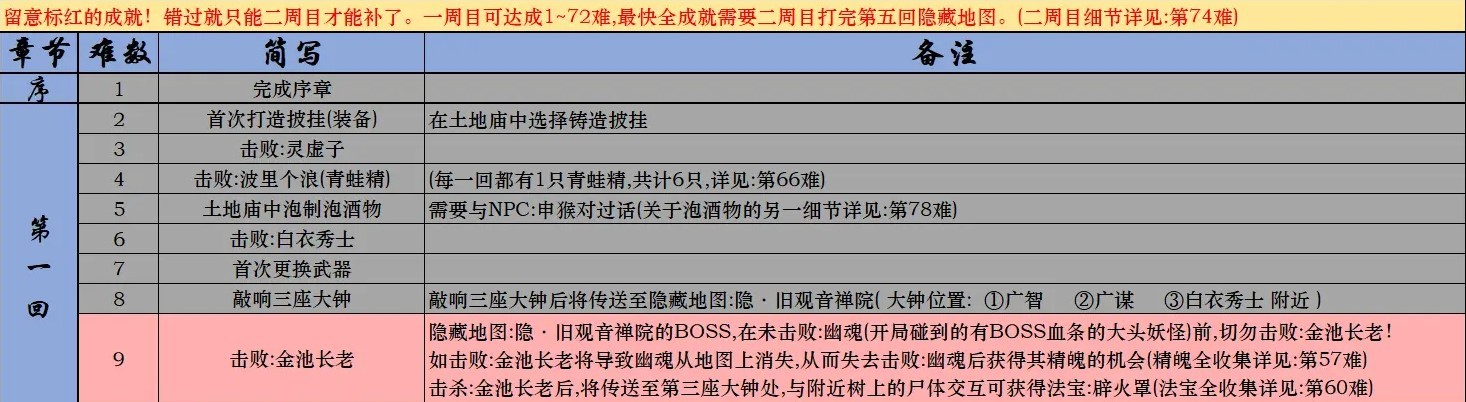 留意标红的成就！错过就只能二周目才能补了。一周目可达成1~72难,最快全成就需要二周目打完第五回隐藏地图。(二周目细节详见:第74难)
章节 难数 简写 备注
序 1 完成序章
第一回
2 首次打造披挂(装备) 在土地庙中选择铸造披挂
3 击败:灵虚子
4 击败:波里个浪(青蛙精) (每一回都有1只青蛙精,共计6只,详见:第66难)
5 土地庙中泡制泡酒物 需要与NPC:申猴对过话(关于泡酒物的另一细节详见:第78难)
6 击败:白衣秀士
7 首次更换武器
8 敲响三座大钟 敲响三座大钟后将传送至隐藏地图:隐·旧观音禅院( 大钟位置: ①广智 ②广谋 ③白衣秀士 附近 )
9 击败:金池长老 隐藏地图:隐·旧观音禅院的BOSS,在未击败:幽魂(开局碰到的有BOSS血条的大头妖怪)前,切勿击败:金池长老!
如击败:金池长老将导致幽魂从地图上消失,从而失去击败:幽魂后获得其精魄的机会(精魄全收集详见:第57难)
击杀:金池长老后,将传送至第三座大钟处,与附近树上的尸体交互可获得法宝:辟火罩(法宝全收集详见:第60难)